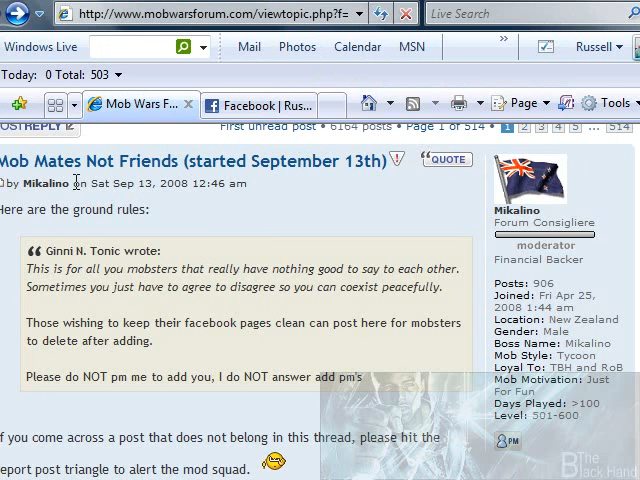 http://www.mobwarsforum.com/viewtopic.php?f=
Live Search
Windows Live
Mail Photos Calendar MSN
»
Russell
Today: 0 Total: 503
Mob Wars F...
Facebook | Rus...
Page
Tools
POSTREPLY
First unread post • 6164 posts • Page 1 of 514 • 1 2 3 4 5 ... 514
Mob Mates Not Friends (started September 13th)
QUOTE
by Mikalino on Sat Sep 13, 2008 12:46 am
Here are the ground rules:
Ginni N. Tonic wrote:
This is for all you mobsters that really have nothing good to say to each other.
Sometimes you just have to agree to disagree so you can coexist peacefully.
Those wishing to keep their facebook pages clean can post here for mobsters
to delete after adding.
Please do NOT pm me to add you, I do NOT answer add pm's
If you come across a post that does not belong in this thread, please hit the
report post triangle to alert the mod squad.
Mikalino
Forum Consigliere
moderator
Financial Backer
Posts: 906
Joined: Fri Apr 25,
2008 1:44 am
Location: New Zealand
Gender: Male
Boss Name: Mikalino
Mob Style: Tycoon
Loyal To: TBH and RoB
Mob Motivation: Just
For Fun
Days Played: >100
Level: 501-600
PM
The
Black Hand